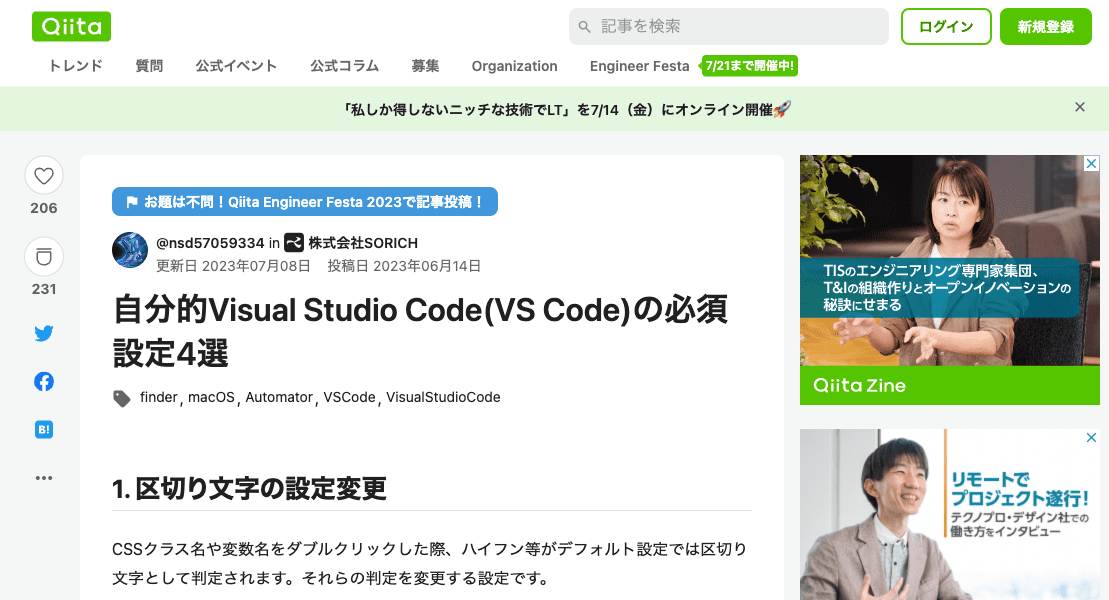 Qiita
記事を検索
ログイン
新規登録
トレンド 質問 公式イベント 公式コラム 募集 Organization Engineer Festa 7/21まで開催中!
「私しか得しないニッチな技術でLT」を7/14（金）にオンライン開催🚀
206
231
B!
お題は不問！Qiita Engineer Festa 2023で記事投稿！
@nsd57059334 in 株式会社SORICH
更新日 2023年07月08日 投稿日 2023年06月14日
自分的Visual Studio Code(VS Code)の必須
設定4選
finder, macOS, Automator, VSCode, VisualStudioCode
1. 区切り文字の設定変更
CSSクラス名や変数名をダブルクリックした際、ハイフン等がデフォルト設定では区切り
文字として判定されます。それらの判定を変更する設定です。
TISのエンジニアリング専門家集団、
T&Iの組織作りとオープンイノベーションの
秘訣にせまる
Qiita Zine
リモートで
プロジェクト遂行!
テクノプロ・デザイン社での
働き方をインタビュー